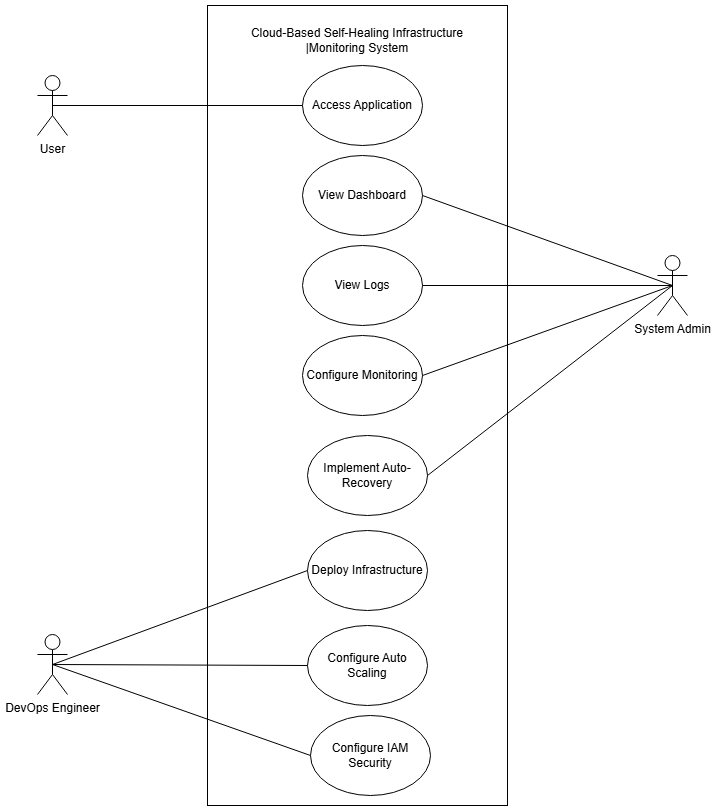 Cloud-Based Self-Healing Infrastructure
|Monitoring System
Access Application
User
View Dashboard
View Logs
System Admin
Configure Monitoring
Implement Auto-
Recovery
Deploy Infrastructure
Configure Auto
Scaling
DevOps Engineer
Configure IAM
Security